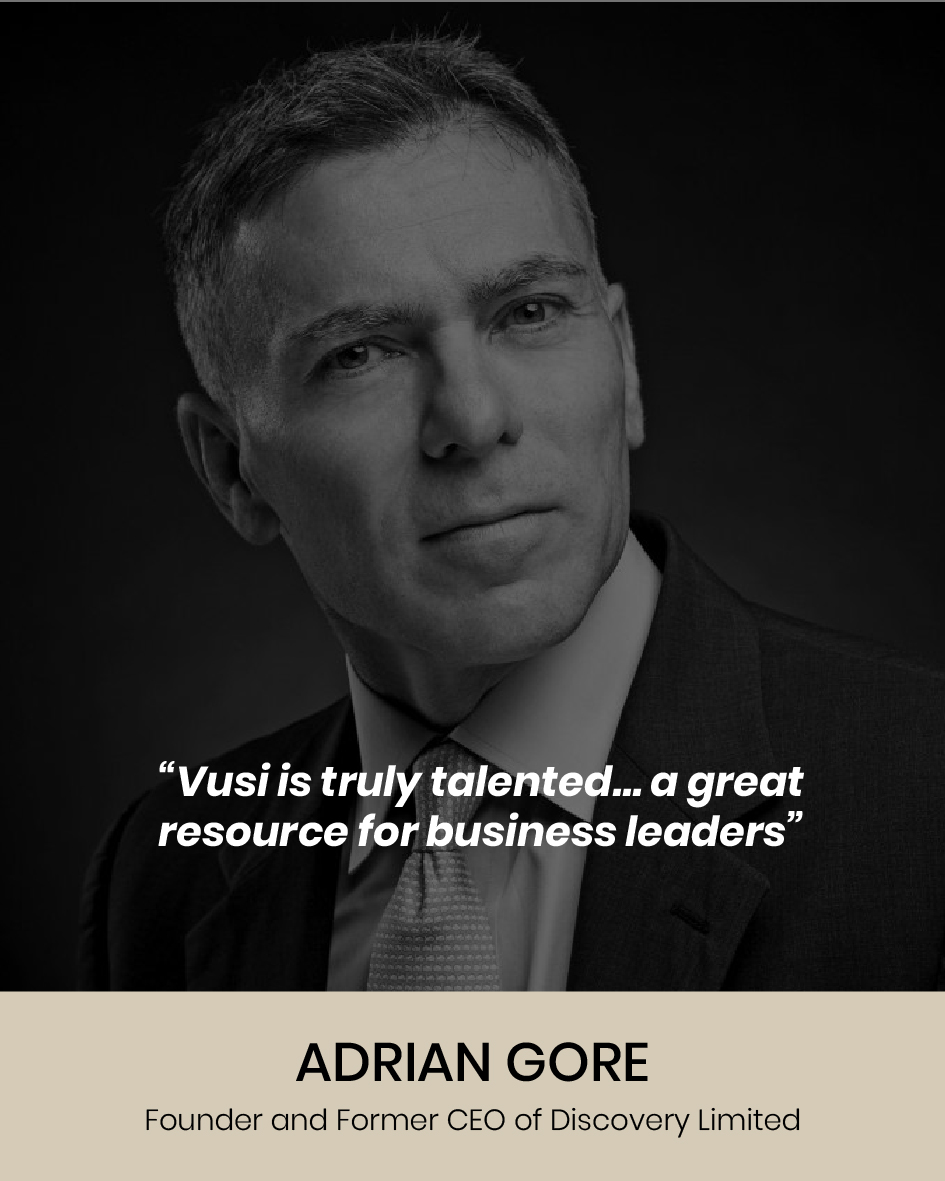 “Vusi is truly talented... a great
resource for business leaders”
ADRIAN GORE
Founder and Former CEO of Discovery Limited